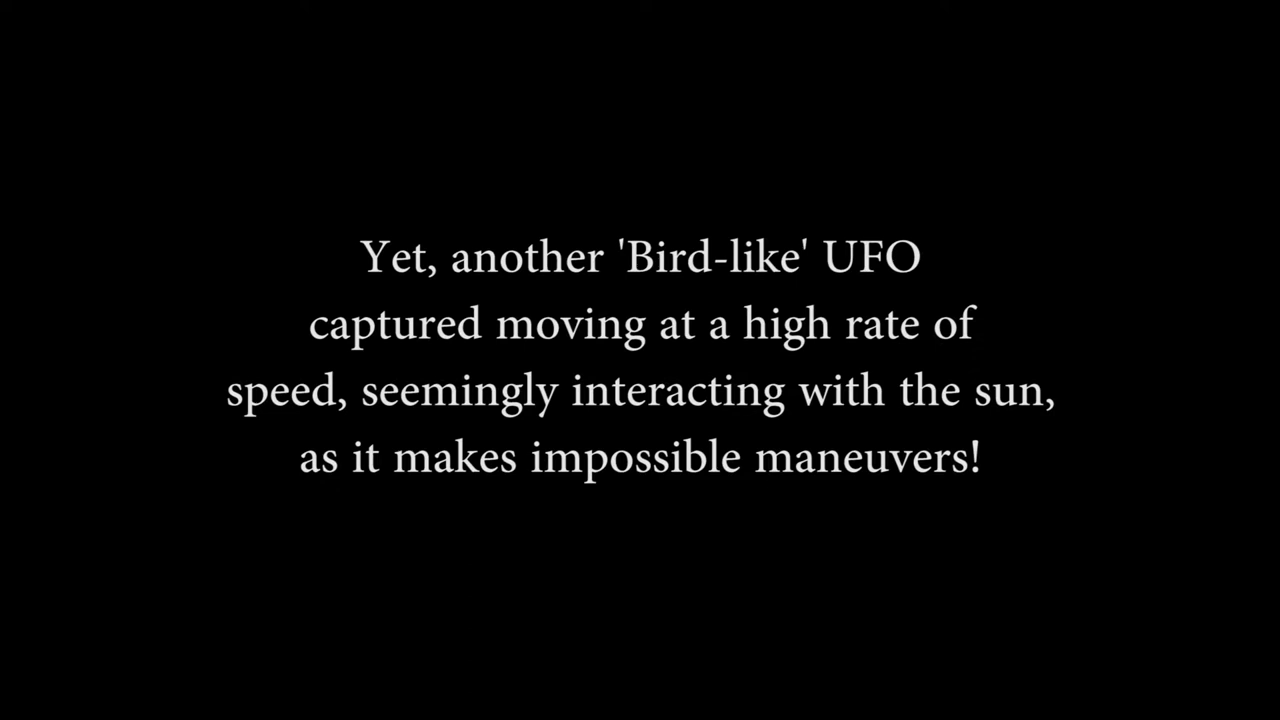 Yet, another 'Bird-like' UFO
captured moving at a high rate of
speed, seemingly interacting with the sun,
as it makes impossible maneuvers!